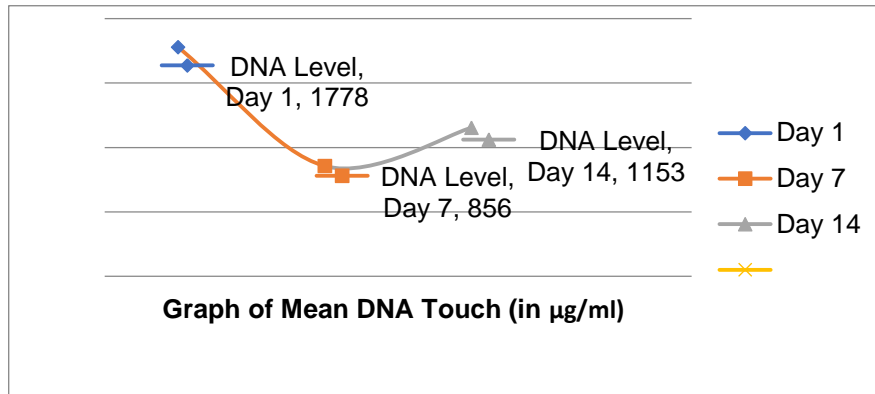 DNA Level,
Day 1, 1778
DNA Level,
Day 14, 1153
DNA Level,
Day 7, 856
Day 1
Day 7
Day 14
Graph of Mean DNA Touch (in µg/ml)